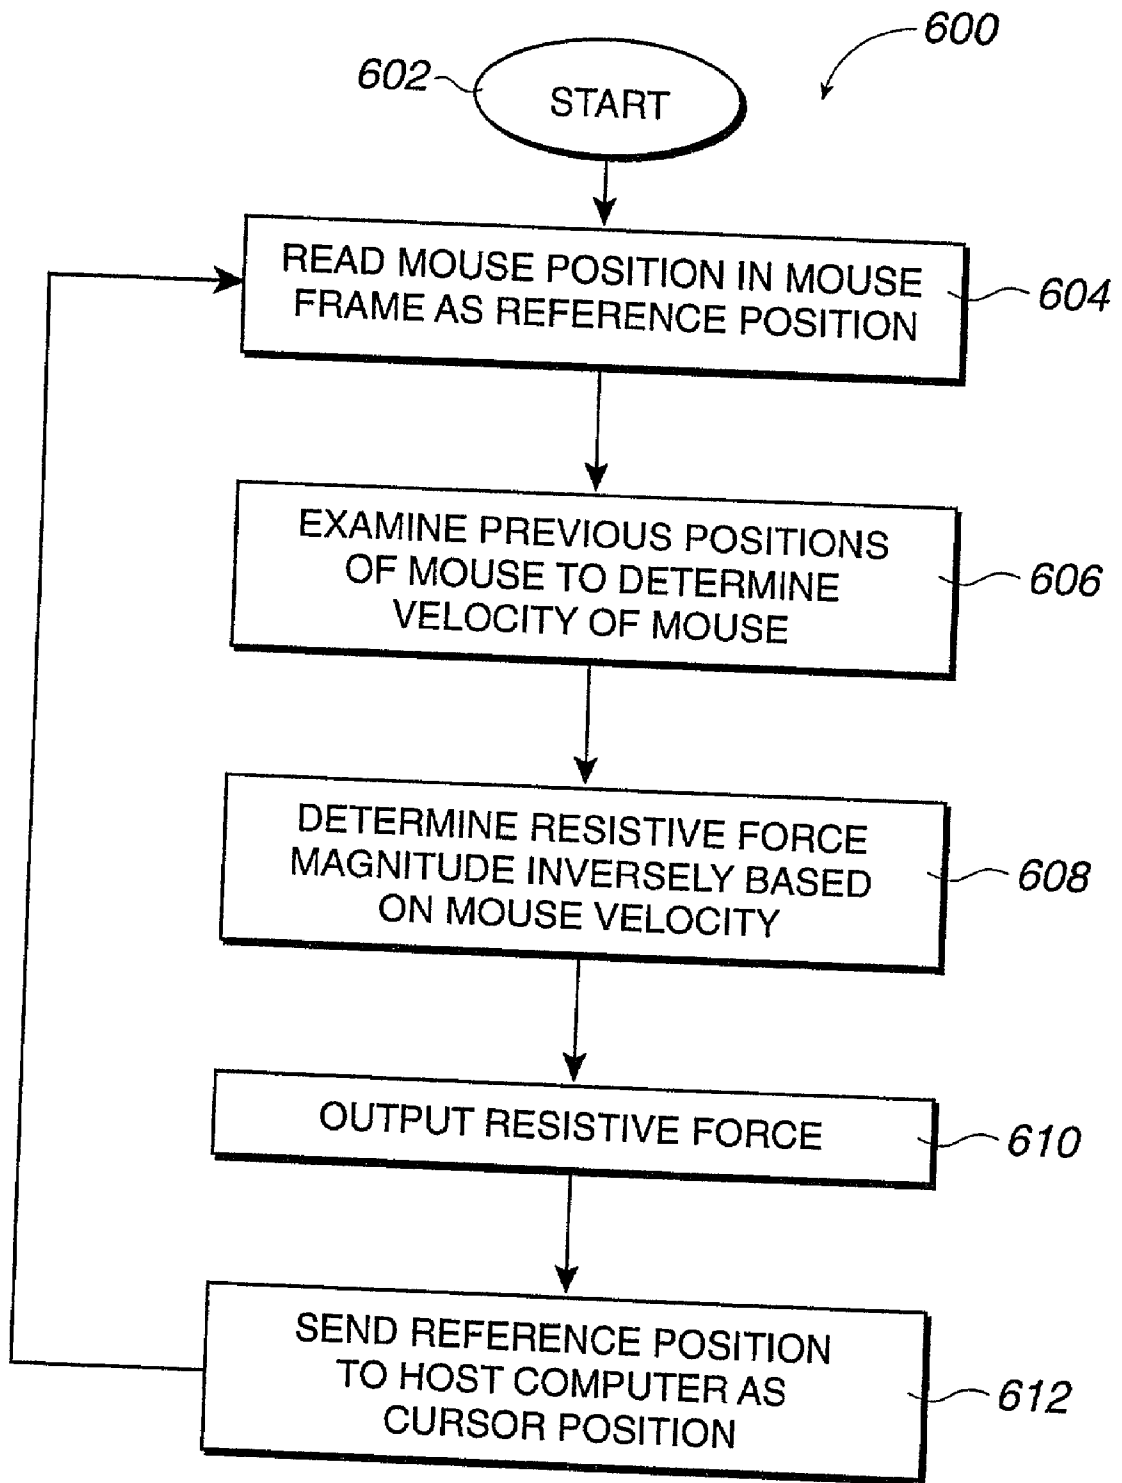 600
602
START
READ MOUSE POSITION IN MOUSE
FRAME AS REFERENCE POSITION
604
EXAMINE PREVIOUS POSITIONS
OF MOUSE TO DETERMINE
VELOCITY OF MOUSE
606
DETERMINE RESISTIVE FORCE
MAGNITUDE INVERSELY BASED
ON MOUSE VELOCITY
608
OUTPUT RESISTIVE FORCE
610
SEND REFERENCE POSITION
TO HOST COMPUTER AS
CURSOR POSITION
612